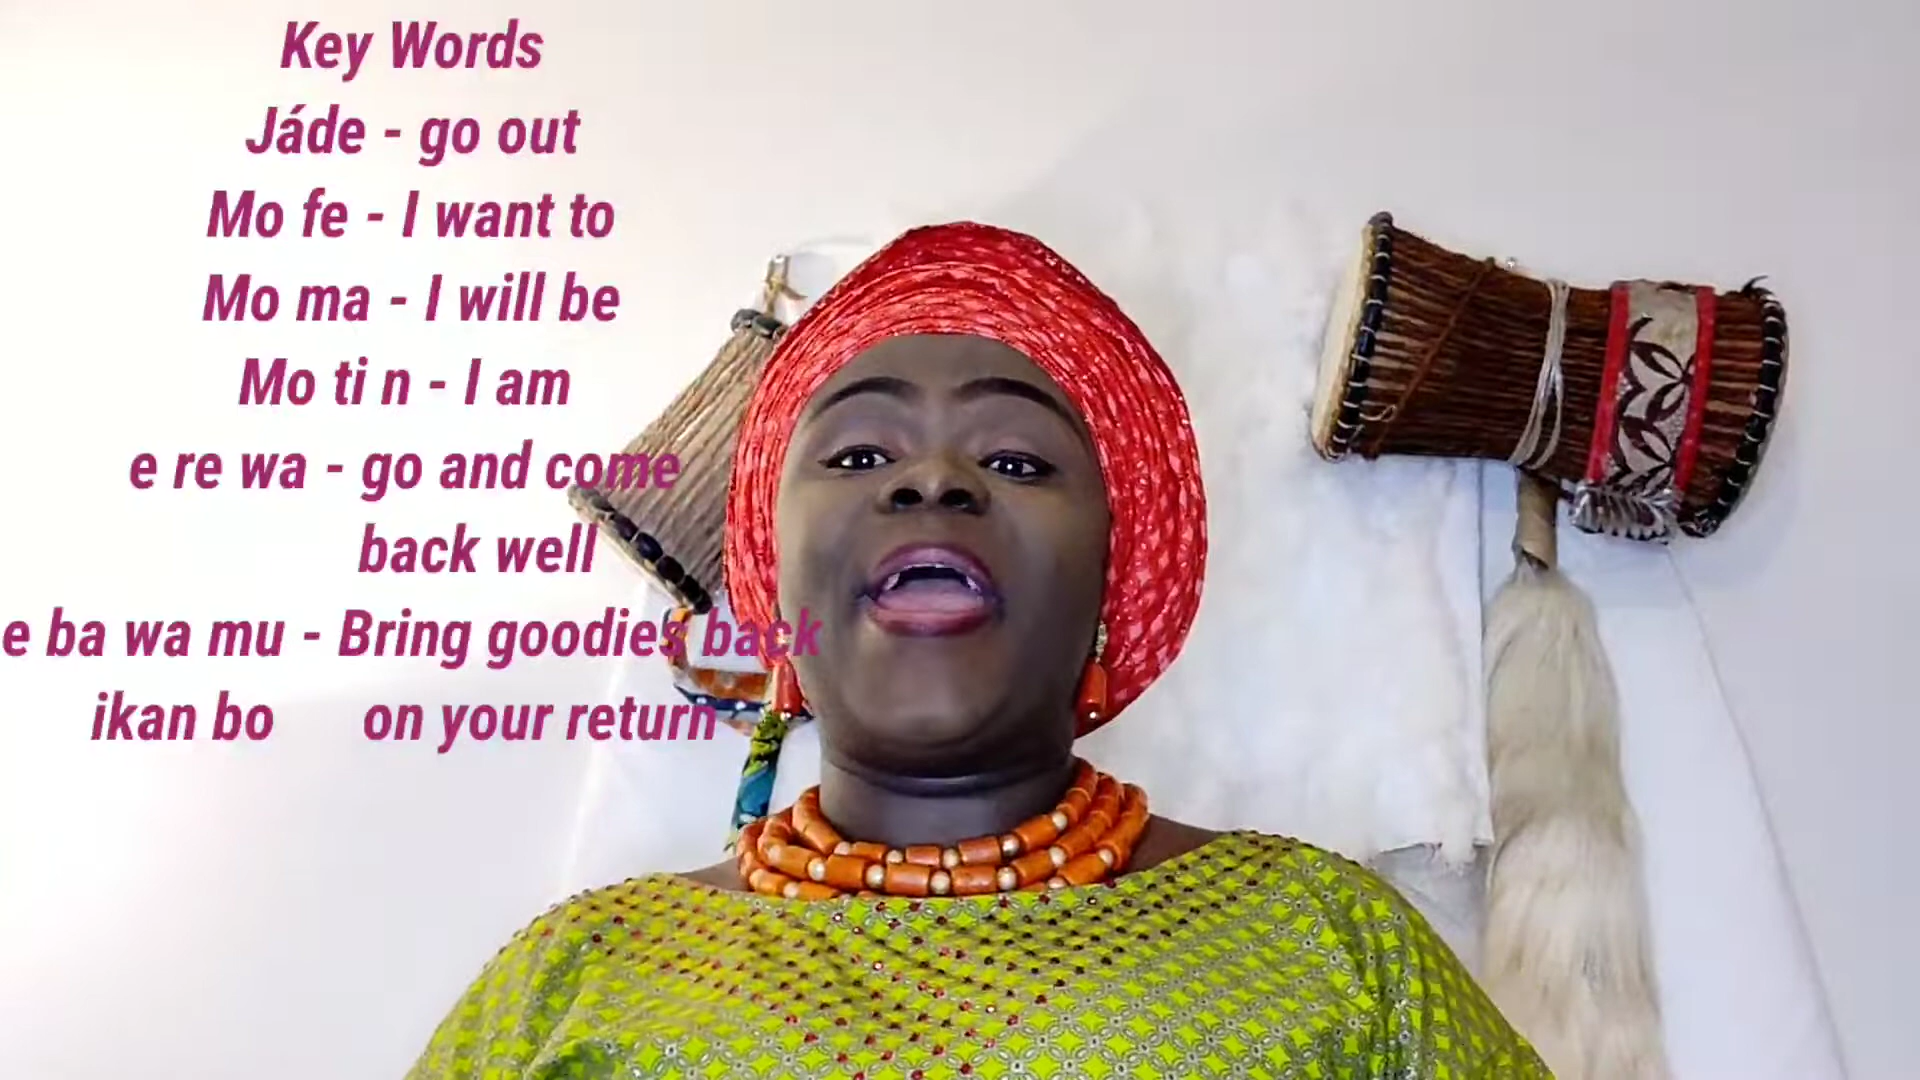 Key Words
Jáde - go out
Mo fe - I want to
Mo ma - I will be
Mo ti n - I am
e re wa - go and come
back well
e ba wa mu - Bring goodies back
ikan bo on your return